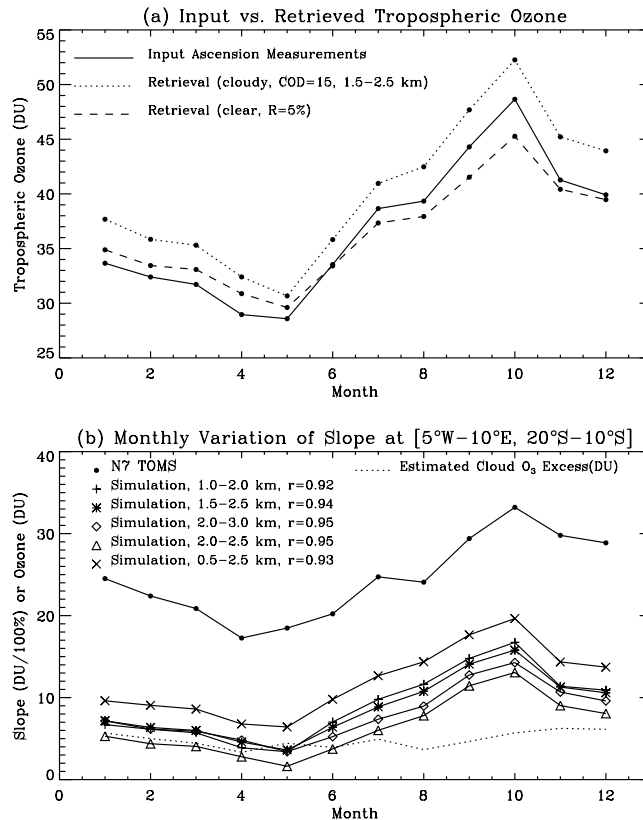 (a) Input vs. Retrieved Tropospheric Ozone
55
50
45
40
35
30
25
Tropospheric Ozone (DU)
Input Ascension Measurements
Retrieval (cloudy, COD=15, 1.5-2.5 km)
Retrieval (clear, R=5%)
0 2 4 6 8 10 12
Month
(b) Monthly Variation of Slope at [5°W-10°E, 20°S-10°S]
40
30
20
10
0
Slope (DU/100%) or Ozone (DU)
N7 TOMS
Simulation, 1.0-2.0 km, r=0.92
Simulation, 1.5-2.5 km, r=0.94
Simulation, 2.0-3.0 km, r=0.95
Simulation, 2.0-2.5 km, r=0.95
Simulation, 0.5-2.5 km, r=0.93
Estimated Cloud O₃ Excess(DU)
0 2 4 6 8 10 12
Month